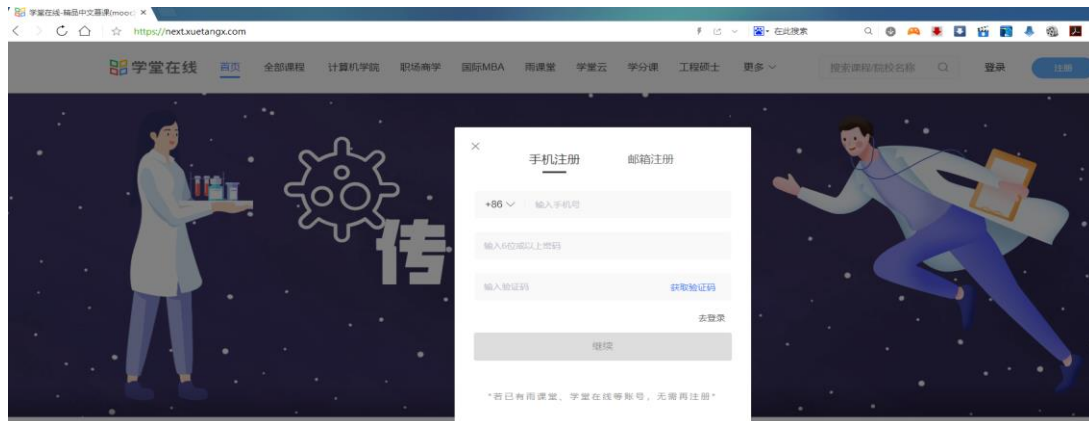 学堂在线-精品中文慕课(mooc)
https://next.xuetangx.com
在此搜索
学堂在线 首页 全部课程 计算机学院 职场商学 国际MBA 雨课堂 学堂云 学分课 工程硕士 更多 搜索课程/院校名称 登录 注册
传
手机注册 邮箱注册
+86 输入手机号
输入6位或以上密码
输入验证码 获取验证码
去登录
继续
*若已有雨课堂、学堂在线等账号，无需再注册*